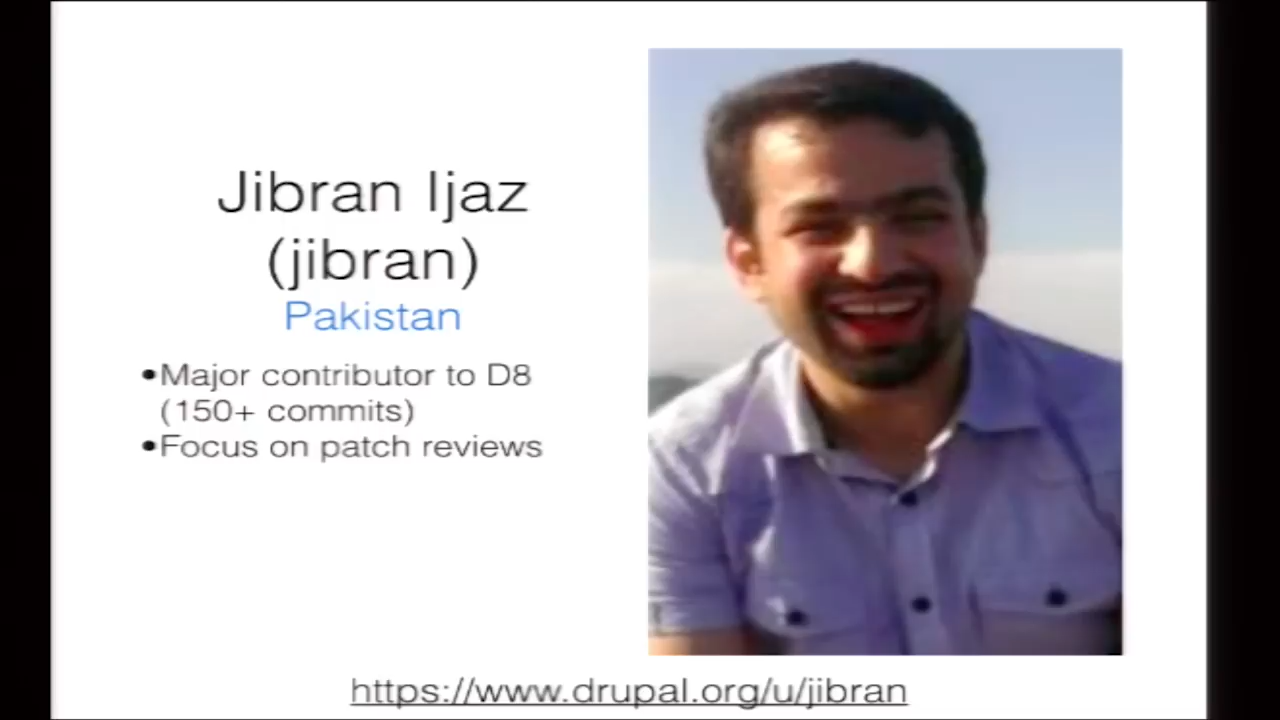 Jibran Ijaz
(jibran)
Pakistan
•Major contributor to D8
(150+ commits)
•Focus on patch reviews
https://www.drupal.org/u/jibran